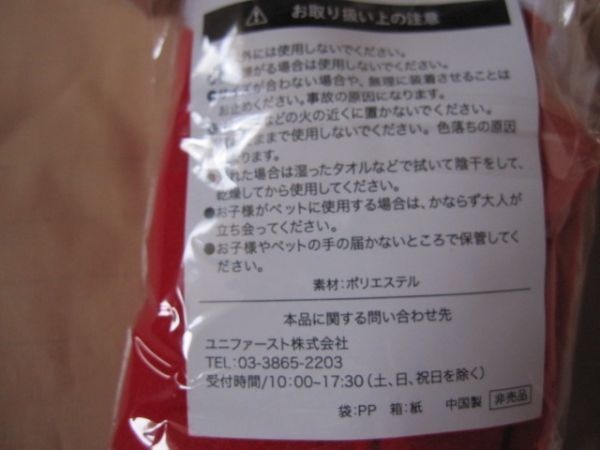 お取り扱い上の注意
外には使用しないでください。
がる場合は使用しないでください。
が合わない場合や、無理に装着させることは
お止めください。事故の原因になります。
などの火の近くに置かないでください。
ままで使用しないでください。色落ちの原因
ります。
れた場合は湿ったタオルなどで拭いて陰干をして、
乾燥してから使用してください。
●お子様がペットに使用する場合は、かならず大人が
立ち会ってください。
●お子様やペットの手の届かないところで保管してく
ださい。
素材:ポリエステル
本品に関する問い合わせ先
ユニファースト株式会社
TEL:03-3865-2203
受付時間/10:00~17:30(土、日、祝日を除く)
袋:PP 箱:紙 中国製 非売品